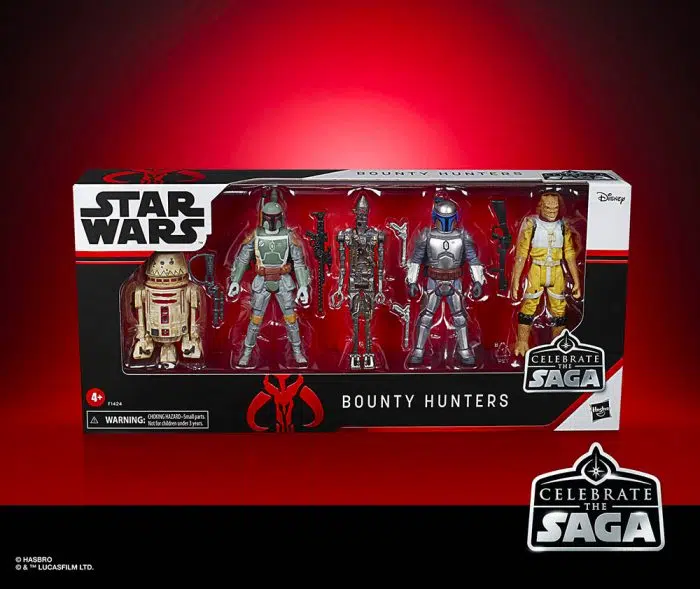 BOUNTY HUNTERS
STAR
WARS
Disney
CELEBRATE
THE
SAGA
4+
F1424
BOUNTY HUNTERS
WARNING: CHOKING HAZARD-Small parts.
Not for children under 3 years.
Hasbro
CELEBRATE
THE
SAGA
© HASBRO
© & ™ LUCASFILM LTD.